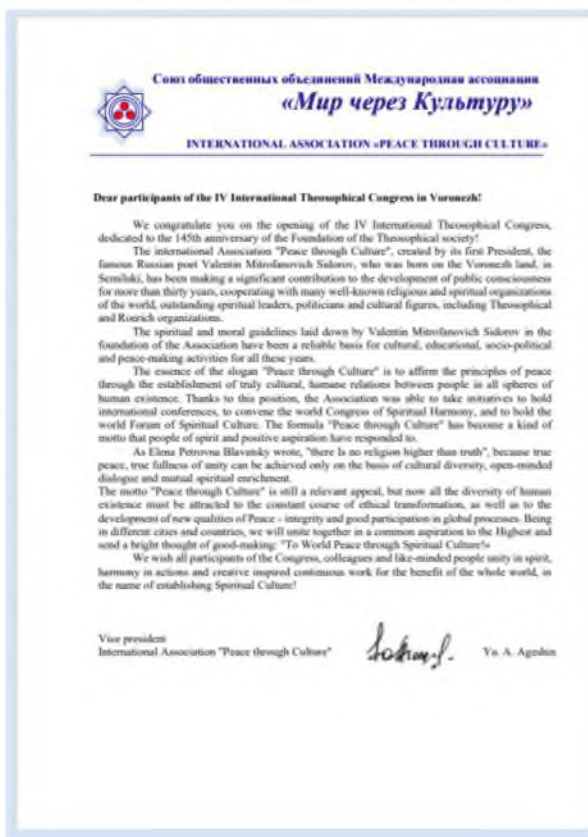 Союз общественных объединений Международная ассоциация
«Мир через Культуру»
INTERNATIONAL ASSOCIATION «PEACE THROUGH CULTURE»
Dear participants of the IV International Theosophical Congress in Voronezh!
We congratulate you on the opening of the IV International Theosophical Congress,
dedicated to the 145th anniversary of the Foundation of the Theosophical society!
The international Association "Peace through Culture", created by its first President, the
famous Russian poet Valentin Mitrofanovich Sidorov, who was born on the Voronezh land, in
Semiluki, has been making a significant contribution to the development of public consciousness
for more than thirty years, cooperating with many well-known religious and spiritual organizations
of the world, outstanding spiritual leaders, politicians and cultural figures, including Theosophical
and Roerich organizations.
The spiritual and moral guidelines laid down by Valentin Mitrofanovich Sidorov in the
foundation of the Association have been a reliable basis for cultural, educational, socio-political
and peace-making activities for all these years.
The essence of the slogan "Peace through Culture" is to affirm the principles of peace
through the establishment of truly cultural, humane relations between people in all spheres of
human existence. Thanks to this position, the Association was able to take initiatives to hold
international conferences, to convene the world Congress of Spiritual Harmony, and to hold the
world Forum of Spiritual Culture. The formula "Peace through Culture" has become a kind of
motto that people of spirit and positive aspiration have responded to.
As Elena Petrovna Blavatsky wrote, "there Is no religion higher than truth", because true
peace, true fullness of unity can be achieved only on the basis of cultural diversity, open-minded
dialogue and mutual spiritual enrichment.
The motto "Peace through Culture" is still a relevant appeal, but now all the diversity of human
existence must be attracted to the constant course of ethical transformation, as well as to the
development of new qualities of Peace - integrity and good participation in global processes. Being
in different cities and countries, we will unite together in a common aspiration to the Highest and
send a bright thought of good-making: "To World Peace through Spiritual Culture!»
We wish all participants of the Congress, colleagues and like-minded people unity in spirit,
harmony in actions and creative inspired continuous work for the benefit of the whole world, in
the name of establishing Spiritual Culture!
Vice president
International Association "Peace through Culture" Yu. A. Ageshin